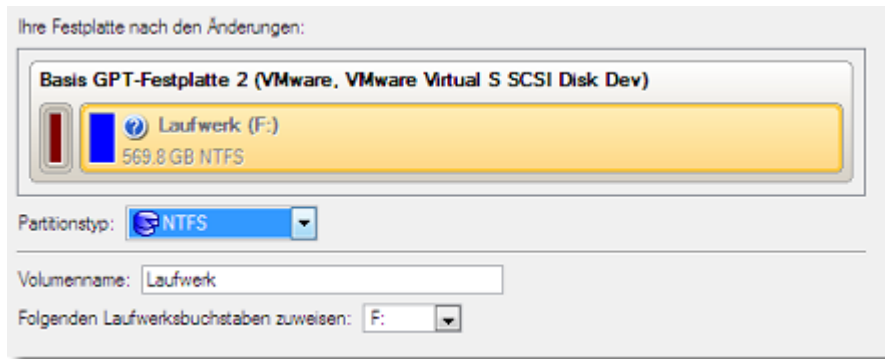 Ihre Festplatte nach den Änderungen:
Basis GPT-Festplatte 2 (VMware, VMware Virtual S SCSI Disk Dev)
Laufwerk (F:)
569.8 GB NTFS
Partitionstyp: NTFS
Volumenname: Laufwerk
Folgenden Laufwerksbuchstaben zuweisen: F: